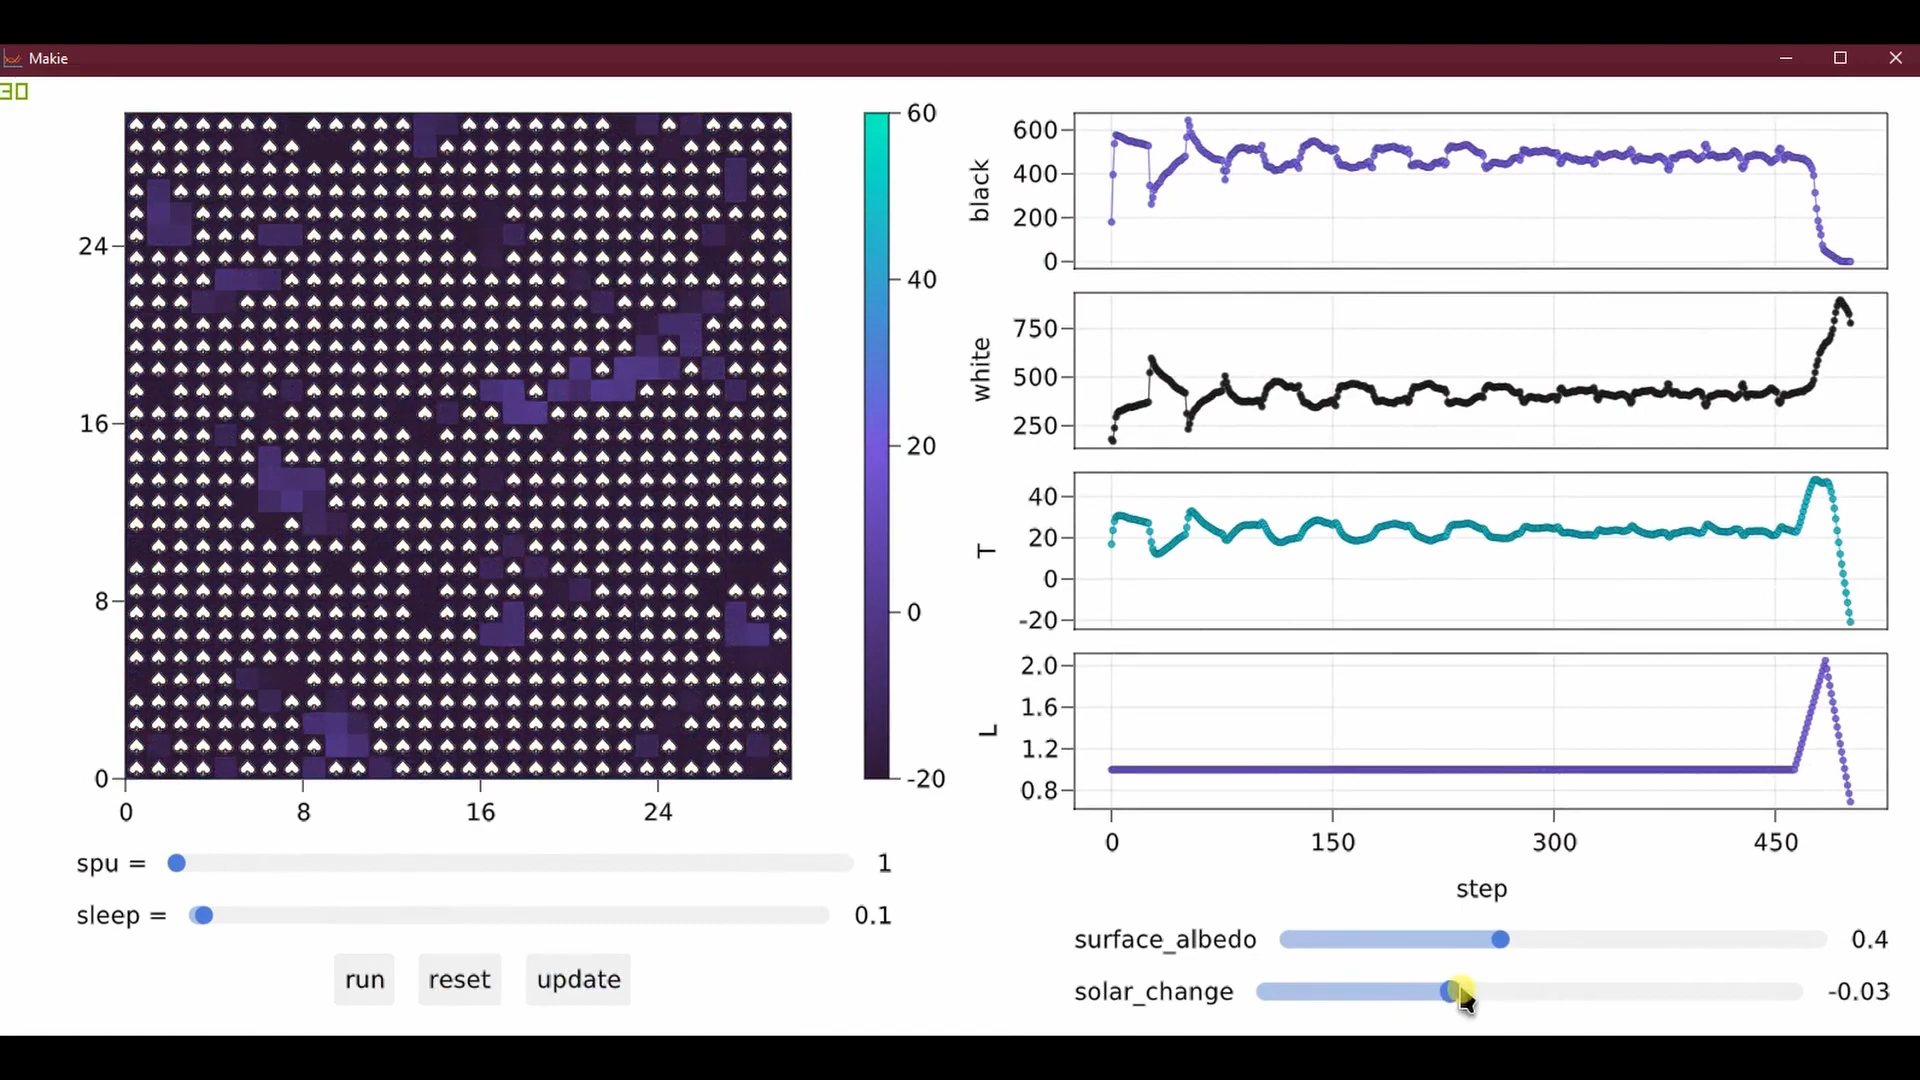 Makie
30
60
40
20
0
-20
24
16
8
0
0
8
16
24
spu =
1
sleep =
0.1
run
reset
update
black
600
400
200
0
white
750
500
250
T
40
20
0
-20
L
2.0
1.6
1.2
0.8
0
150
300
450
step
surface_albedo
0.4
solar_change
-0.03